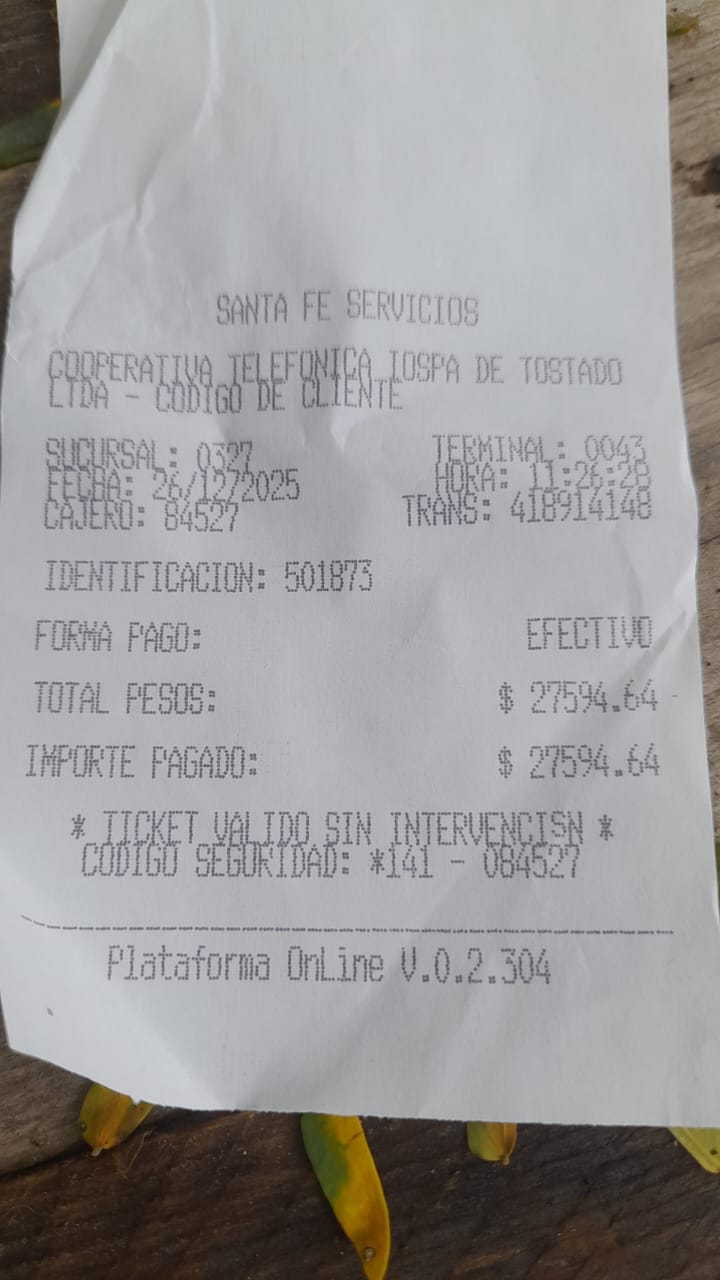 SANTA FE SERVICIOS
COOPERATIVA TELEFONICA IOSPA DE TOSTADO
LTDA - CODIGO DE CLIENTE
SUCURSAL: 0327 TERMINAL: 0043
FECHA: 26/12/2025 HORA: 11:26:28
CAJERO: 84527 TRANS: 418914148
IDENTIFICACION: 501873
FORMA PAGO: EFECTIVO
TOTAL PESOS: $ 27594.64
IMPORTE PAGADO: $ 27594.64
* TICKET VALIDO SIN INTERVENCISN *
CODIGO SEGURIDAD: *141 - 084527
Plataforma OnLine V.0.2.304